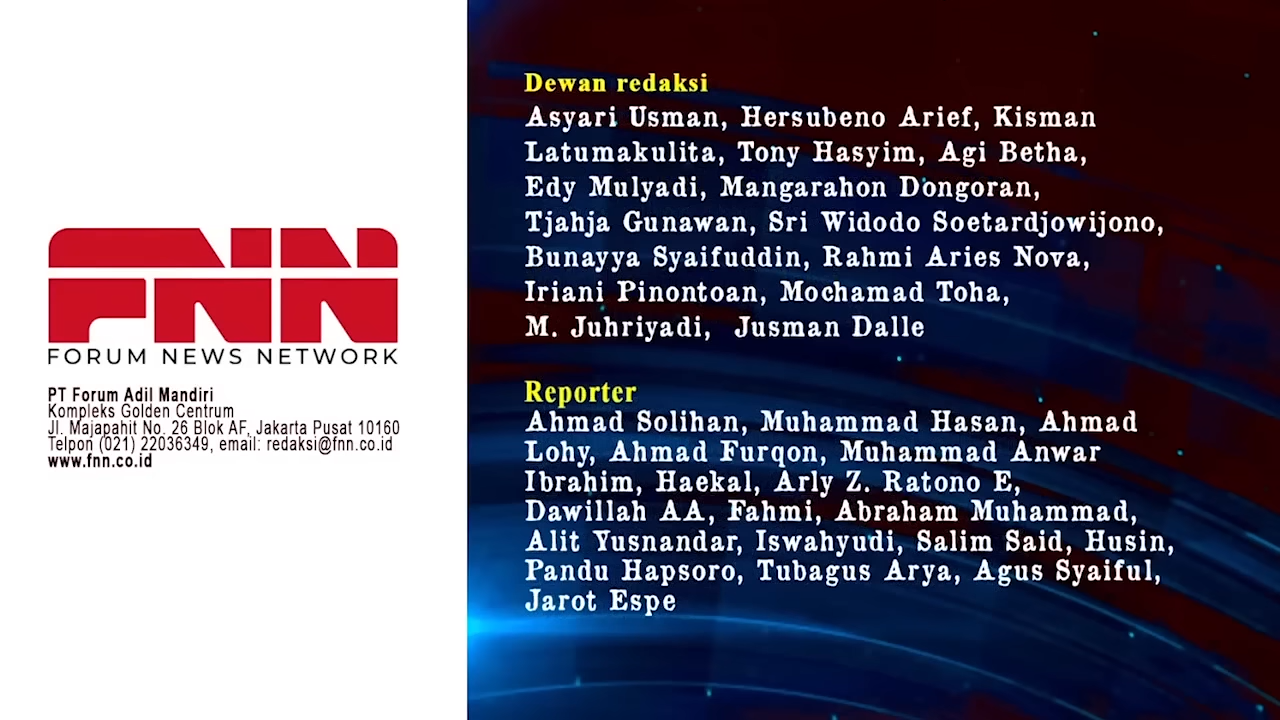 FNN
FORUM NEWS NETWORK
PT Forum Adil Mandiri
Kompleks Golden Centrum
Jl. Majapahit No. 26 Blok AF, Jakarta Pusat 10160
Telpon (021) 22036349, email: redaksi@fnn.co.id
www.fnn.co.id
Dewan redaksi
Asyari Usman, Hersubeno Arief, Kisman
Latumakulita, Tony Hasyim, Agi Betha,
Edy Mulyadi, Mangarahon Dongoran,
Tjahja Gunawan, Sri Widodo Soetardjowijono,
Bunayya Syaifuddin, Rahmi Aries Nova,
Iriani Pinontoan, Mochamad Toha,
M. Juhriyadi, Jusman Dalle
Reporter
Ahmad Solihan, Muhammad Hasan, Ahmad
Lohy, Ahmad Furqon, Muhammad Anwar
Ibrahim, Haekal, Arly Z. Ratono E,
Dawillah AA, Fahmi, Abraham Muhammad,
Alit Yusnandar, Iswahyudi, Salim Said, Husin,
Pandu Hapsoro, Tubagus Arya, Agus Syaiful,
Jarot Espe